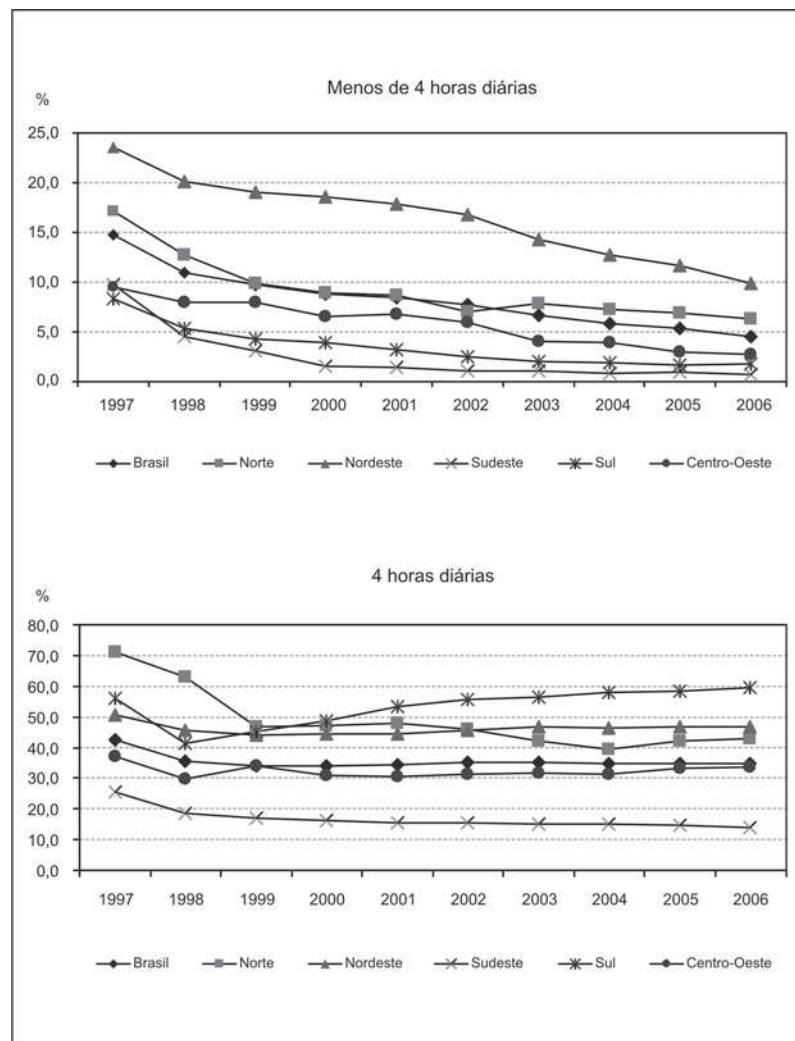 Menos de 4 horas diárias
%
25,0
20,0
15,0
10,0
5,0
0,0
1997 1998 1999 2000 2001 2002 2003 2004 2005 2006
Brasil Norte Nordeste Sudeste Sul Centro-Oeste
4 horas diárias
%
80,0
70,0
60,0
50,0
40,0
30,0
20,0
10,0
0,0
1997 1998 1999 2000 2001 2002 2003 2004 2005 2006
Brasil Norte Nordeste Sudeste Sul Centro-Oeste